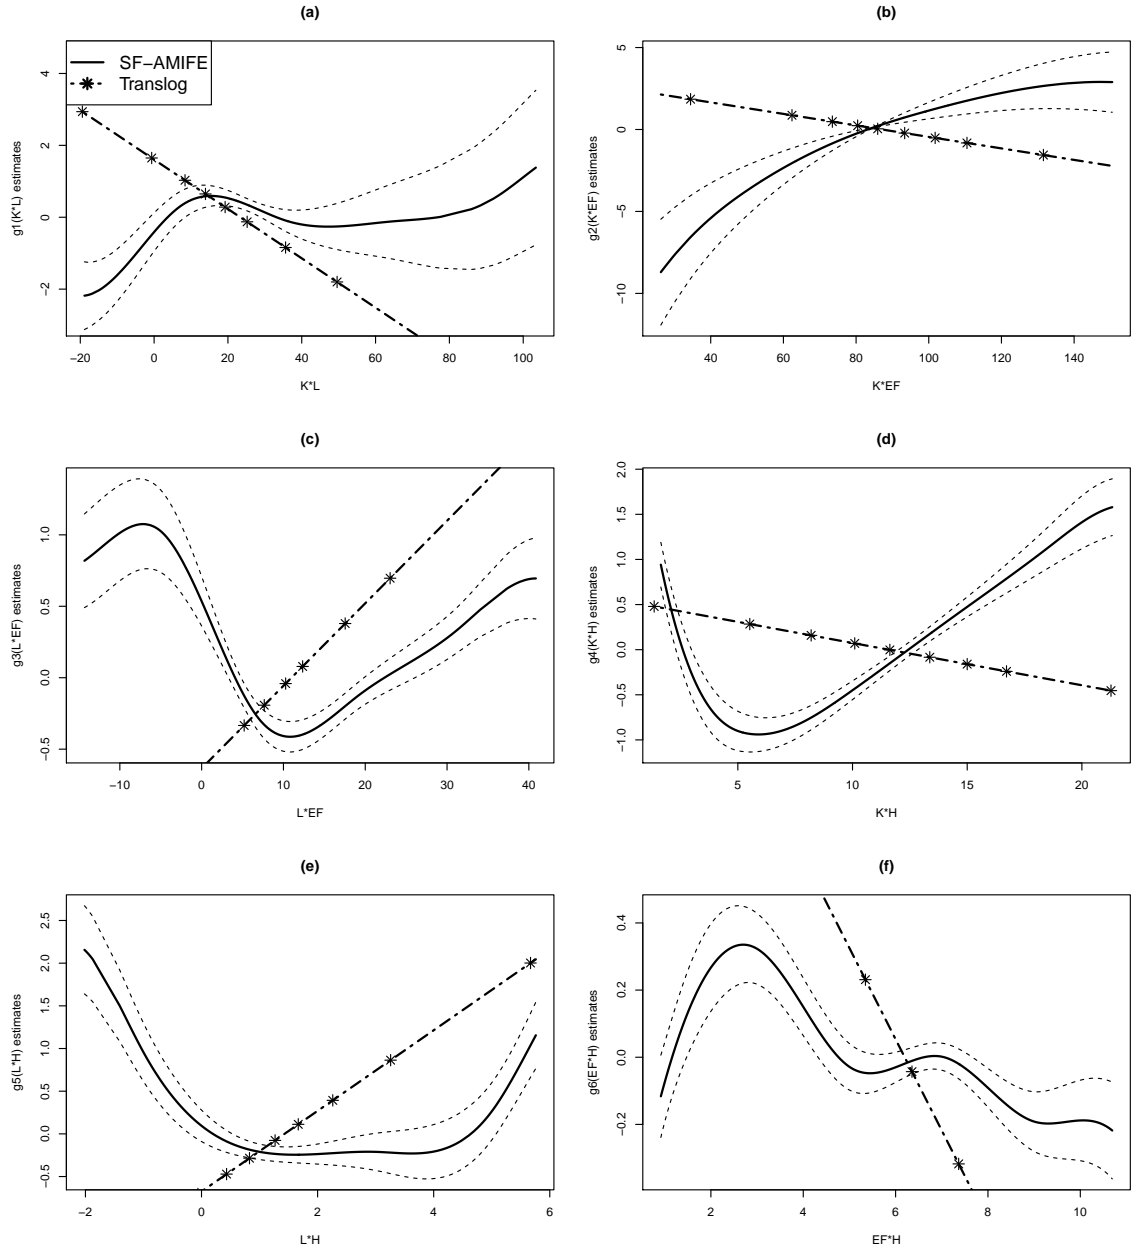 (a)
SF−AMIFE
Translog
g1(K*L) estimates
4
2
0
−2
−20 0 20 40 60 80 100
K*L
(b)
g2(K*EF) estimates
5
0
−5
−10
40 60 80 100 120 140
K*EF
(c)
g3(L*EF) estimates
1.0
0.5
0.0
−0.5
−10 0 10 20 30 40
L*EF
(d)
g4(K*H) estimates
2.0
1.5
1.0
0.5
0.0
−0.5
−1.0
5 10 15 20
K*H
(e)
g5(L*H) estimates
2.5
2.0
1.5
1.0
0.5
0.0
−0.5
−2 0 2 4 6
L*H
(f)
g6(EF*H) estimates
0.4
0.2
0.0
−0.2
2 4 6 8 10
EF*H